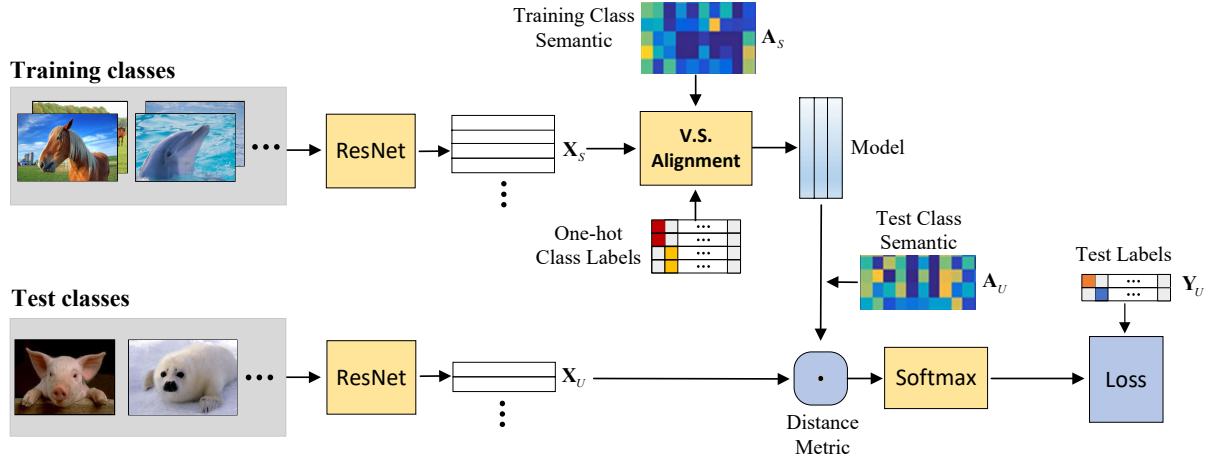 Training Class
Semantic
A_S
Training classes
ResNet
X_S
V.S.
Alignment
Model
One-hot
Class Labels
Test Class
Semantic
A_U
Test Labels
Y_U
Test classes
ResNet
X_U
Softmax
Loss
Distance
Metric